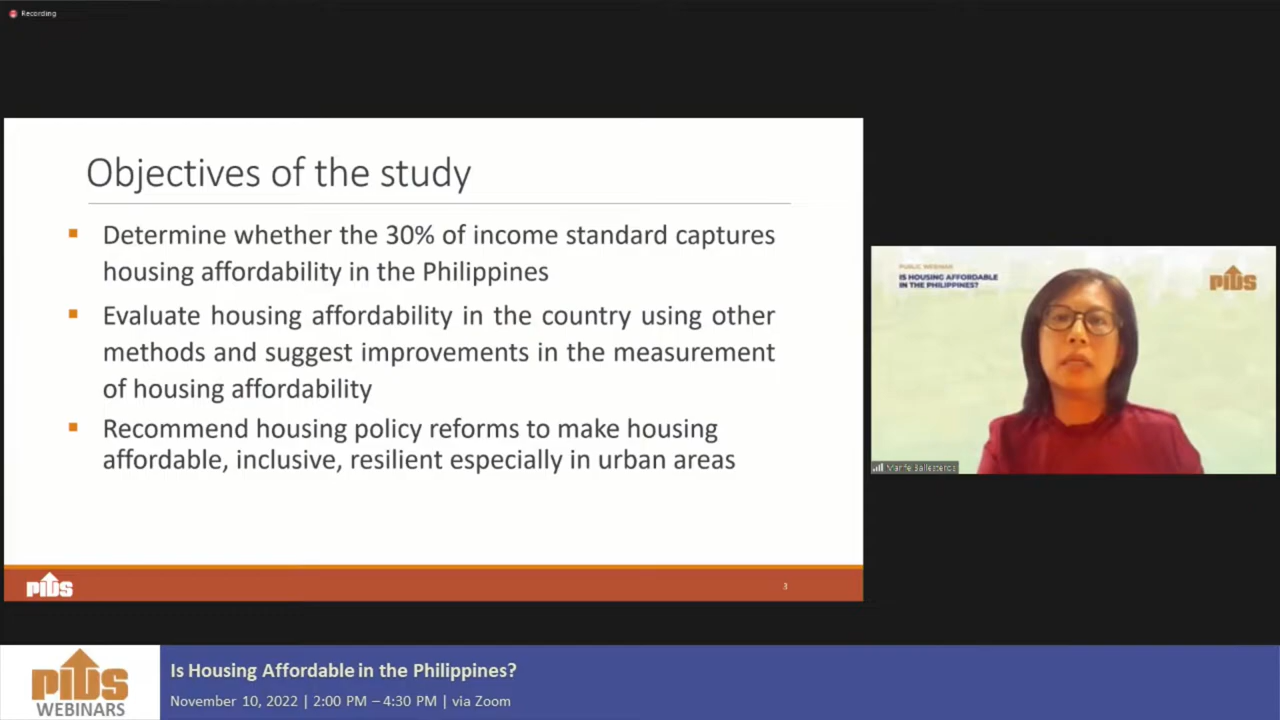 Recording
Objectives of the study
Determine whether the 30% of income standard captures
housing affordability in the Philippines
Evaluate housing affordability in the country using other
methods and suggest improvements in the measurement
of housing affordability
Recommend housing policy reforms to make housing
affordable, inclusive, resilient especially in urban areas
PIDS
3
PUBLIC WEBINAR
IS HOUSING AFFORDABLE
IN THE PHILIPPINES?
PIDS
Marife Ballesteros
PIDS
WEBINARS
Is Housing Affordable in the Philippines?
November 10, 2022 | 2:00 PM – 4:30 PM | via Zoom